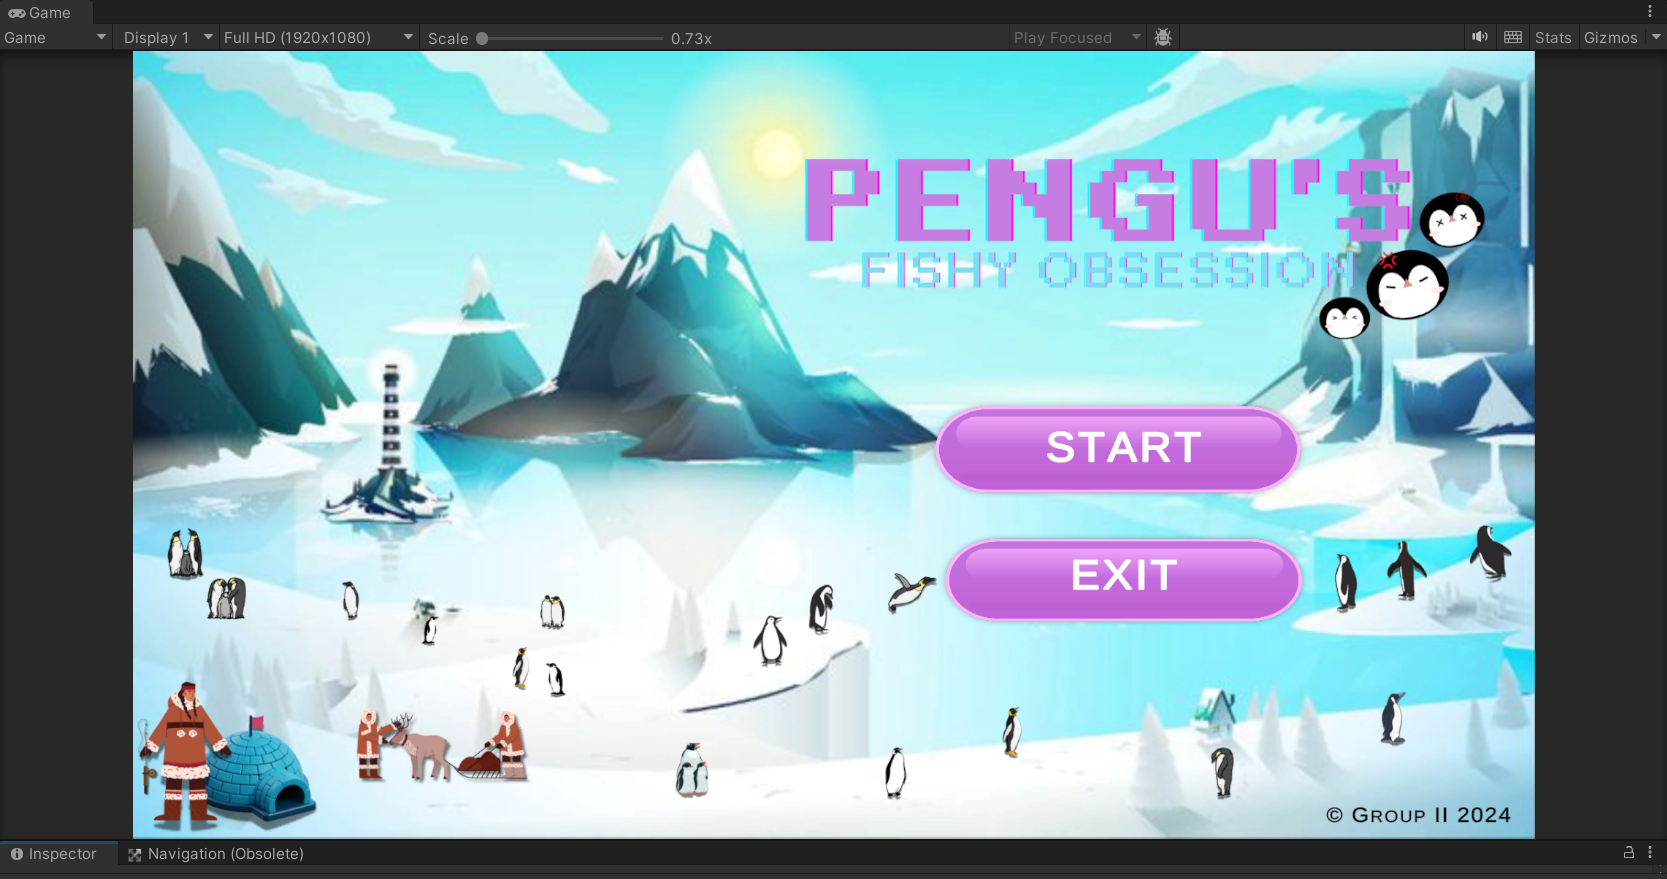 Game
Game Display 1 Full HD (1920x1080) Scale 0.73x Play Focused Stats Gizmos
PENGU'S
FISHY OBSESSION
START
EXIT
© GROUP II 2024
Inspector Navigation (Obsolete)